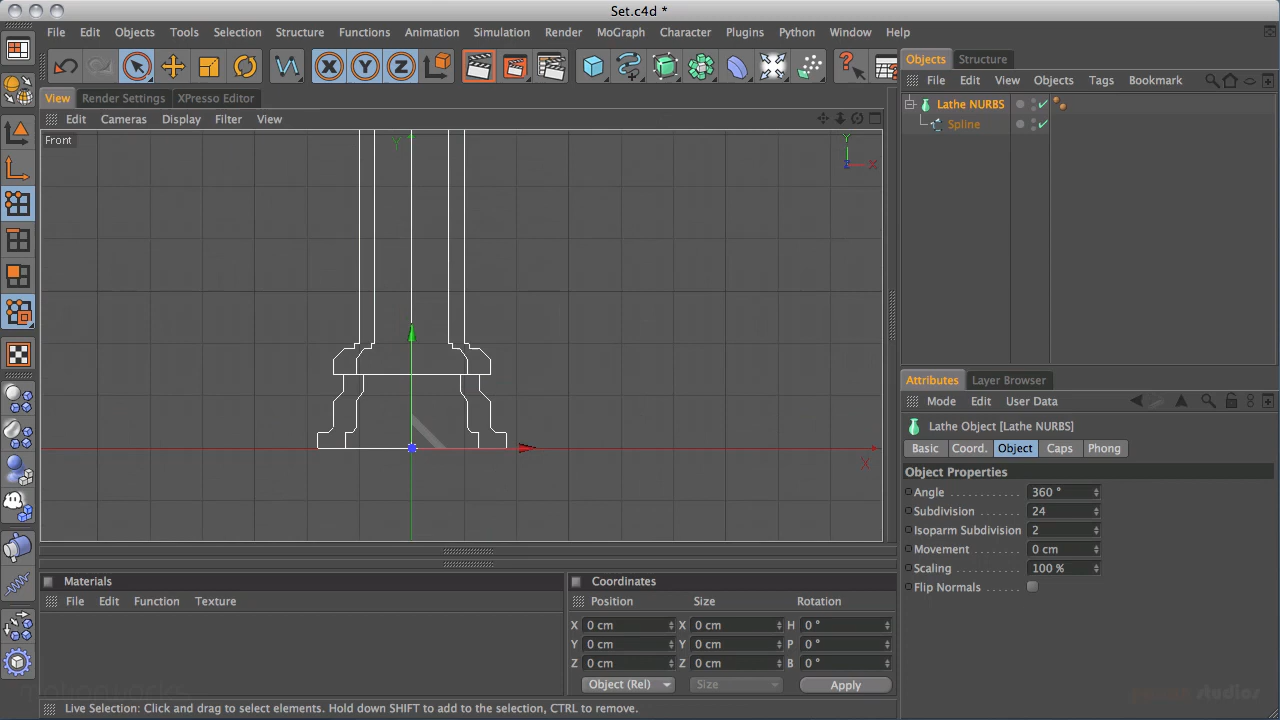 Set.c4d *
File Edit Objects Tools Selection Structure Functions Animation Simulation Render MoGraph Character Plugins Python Window Help
View Render Settings XPresso Editor
Edit Cameras Display Filter View
Front
Y
Y
X
Z
X
Objects Structure
File Edit View Objects Tags Bookmark
Lathe NURBS
Spline
Attributes Layer Browser
Mode Edit User Data
Lathe Object [Lathe NURBS]
Basic Coord. Object Caps Phong
Object Properties
Angle 360 °
Subdivision 24
Isoparm Subdivision 2
Movement 0 cm
Scaling 100 %
Flip Normals
Materials
File Edit Function Texture
Coordinates
Position Size Rotation
X 0 cm X 0 cm H 0 °
Y 0 cm Y 0 cm P 0 °
Z 0 cm Z 0 cm B 0 °
Object (Rel) Size Apply
Live Selection: Click and drag to select elements. Hold down SHIFT to add to the selection, CTRL to remove.
studios